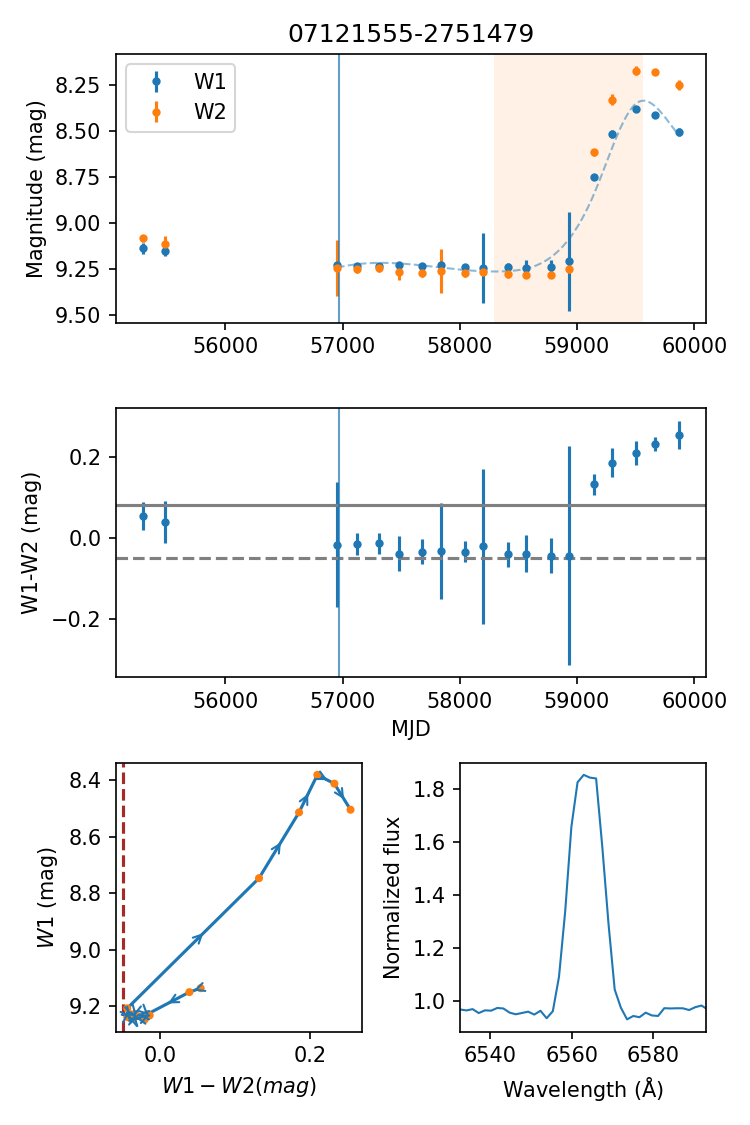 07121555-2751479
W1
W2
Magnitude (mag)
8.25
8.50
8.75
9.00
9.25
9.50
56000 57000 58000 59000 60000
W1-W2 (mag)
0.2
0.0
−0.2
56000 57000 58000 59000 60000
MJD
W1 (mag)
8.4
8.6
8.8
9.0
9.2
0.0 0.2
W1 − W2(mag)
Normalized flux
1.8
1.6
1.4
1.2
1.0
6540 6560 6580
Wavelength (Å)